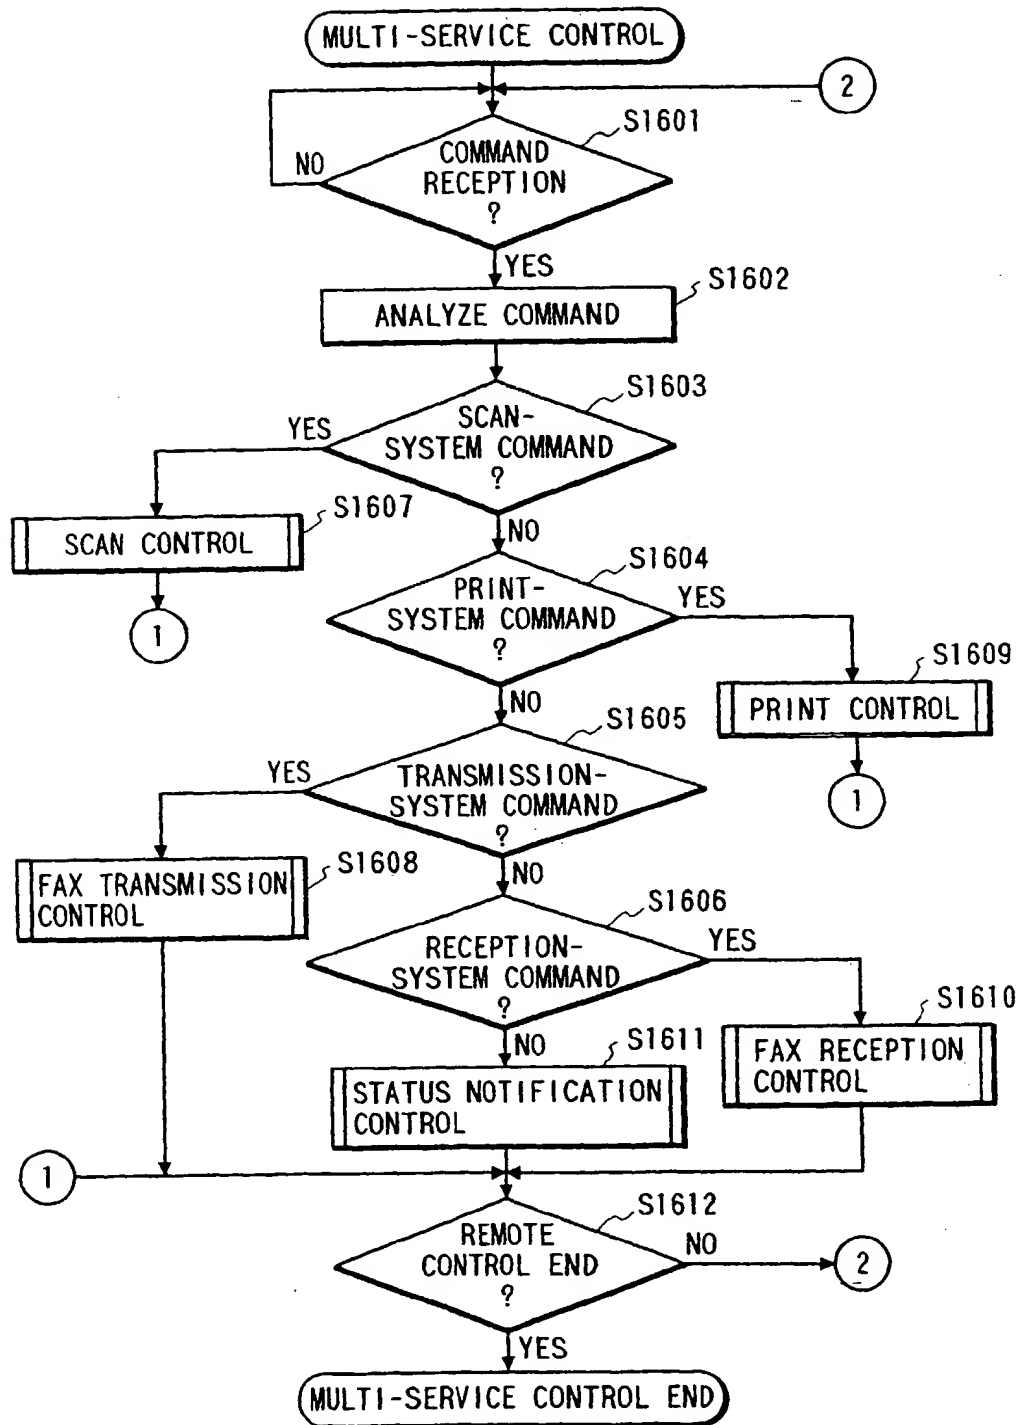 MULTI-SERVICE CONTROL
2
S1601
COMMAND
RECEPTION
?
NO
YES
S1602
ANALYZE COMMAND
S1603
SCAN-
SYSTEM COMMAND
?
YES
S1607
SCAN CONTROL
1
NO
S1604
PRINT-
SYSTEM COMMAND
?
YES
S1609
PRINT CONTROL
1
NO
S1605
TRANSMISSION-
SYSTEM COMMAND
?
YES
S1608
FAX TRANSMISSION
CONTROL
NO
S1606
RECEPTION-
SYSTEM COMMAND
?
YES
S1610
FAX RECEPTION
CONTROL
NO
S1611
STATUS NOTIFICATION
CONTROL
1
S1612
REMOTE
CONTROL END
?
NO
2
YES
MULTI-SERVICE CONTROL END